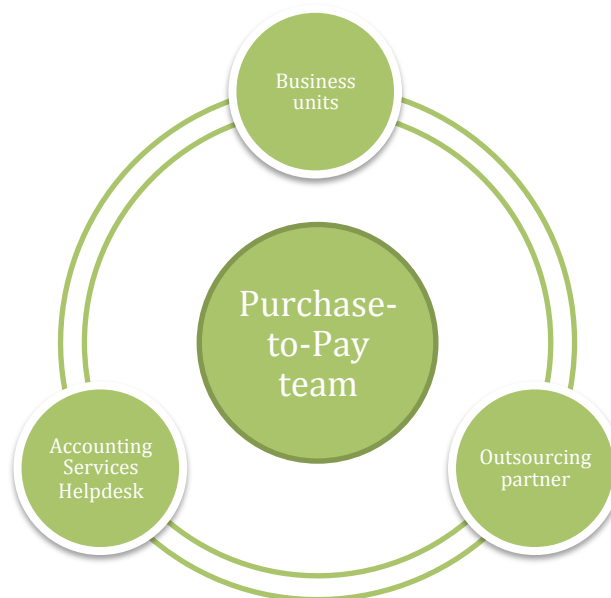 Business
units
Purchase-
to-Pay
team
Accounting
Services
Helpdesk
Outsourcing
partner